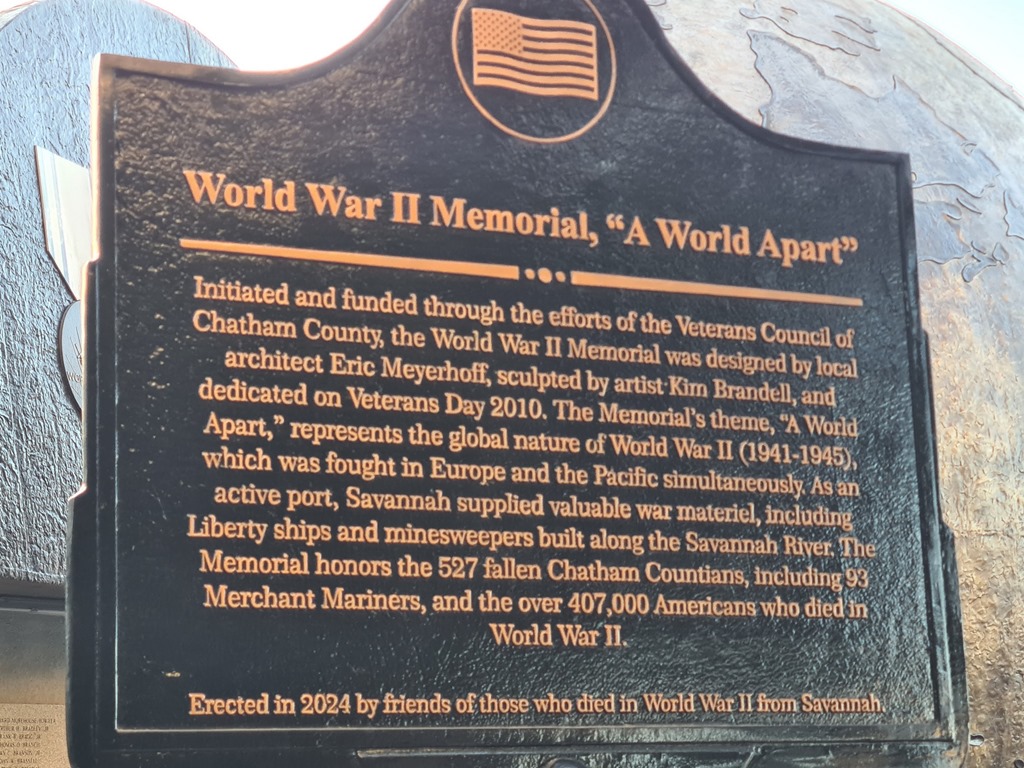 World War II Memorial, “A World Apart”
Initiated and funded through the efforts of the Veterans Council of
Chatham County, the World War II Memorial was designed by local
architect Eric Meyerhoff, sculpted by artist Kim Brandell, and
dedicated on Veterans Day 2010. The Memorial's theme, “A World
Apart,” represents the global nature of World War II (1941-1945),
which was fought in Europe and the Pacific simultaneously. As an
active port, Savannah supplied valuable war materiel, including
Liberty ships and minesweepers built along the Savannah River. The
Memorial honors the 527 fallen Chatham Countians, including 93
Merchant Mariners, and the over 407,000 Americans who died in
World War II.
Erected in 2024 by friends of those who died in World War II from Savannah.